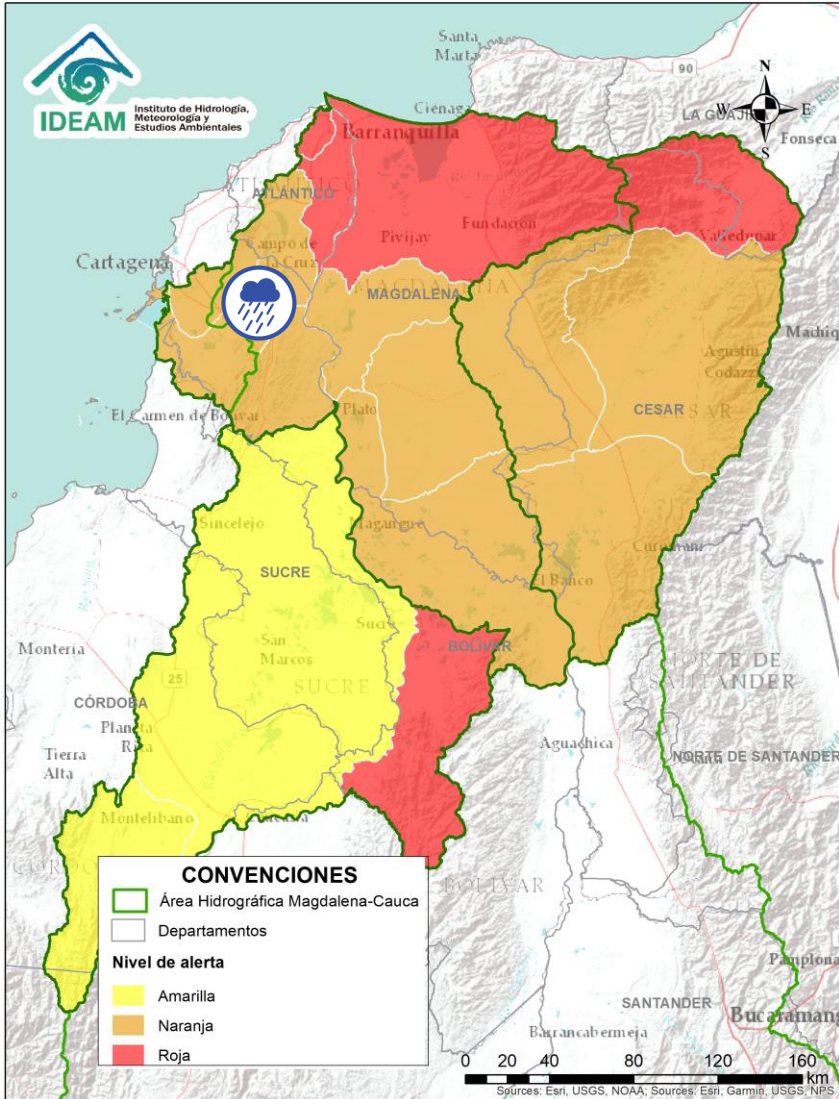 IDEAM
Instituto de Hidrología,
Meteorología y
Estudios Ambientales
Santa
Marta
90
N
W E
S
Ciénaga
LA GUAJIRA
Fonseca
Barranquilla
ATLÁNTICO
Campo de
la Cruz
Pivijay
Fundación
Valledupar
Cartagena
MAGDALENA
Machiq
Agustín
Codazzi
El Carmen de Bolívar
Plato
CESAR
CESAR
Sincelejo
Magangué
Curumaní
SUCRE
El Banco
Sucre
San
Marcos
BOLÍVAR
Montería
SUCRE
NORTE DE
SANTANDER
25
CÓRDOBA
Planeta
Rica
Tierra
Alta
Aguachica
NORTE DE SANTANDER
Montelíbano
BOLÍVAR
CONVENCIONES
Área Hidrográfica Magdalena-Cauca
Departamentos
Nivel de alerta
Amarilla
Naranja
Roja
Pamplona
SANTANDER
Bucaramang
Barrancabermeja
0 20 40 80 120 160
km
Sources: Esri, USGS, NOAA; Sources: Esri, Garmin, USGS, NPS